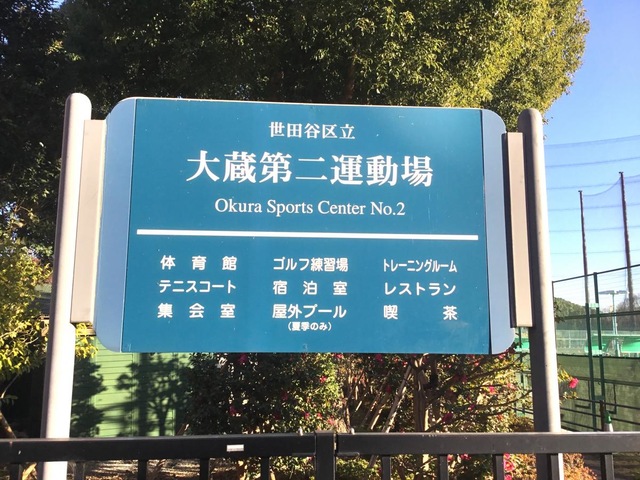 世田谷区立
大蔵第二運動場
Okura Sports Center No.2
体育館 ゴルフ練習場 トレーニングルーム
テニスコート 宿泊室 レストラン
集会室 屋外プール 喫茶
（夏季のみ）